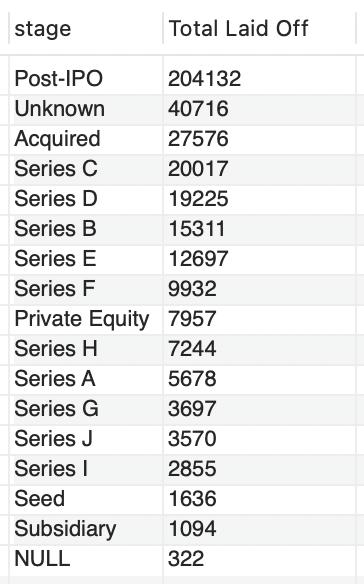 stage Total Laid Off
Post-IPO 204132
Unknown 40716
Acquired 27576
Series C 20017
Series D 19225
Series B 15311
Series E 12697
Series F 9932
Private Equity 7957
Series H 7244
Series A 5678
Series G 3697
Series J 3570
Series I 2855
Seed 1636
Subsidiary 1094
NULL 322